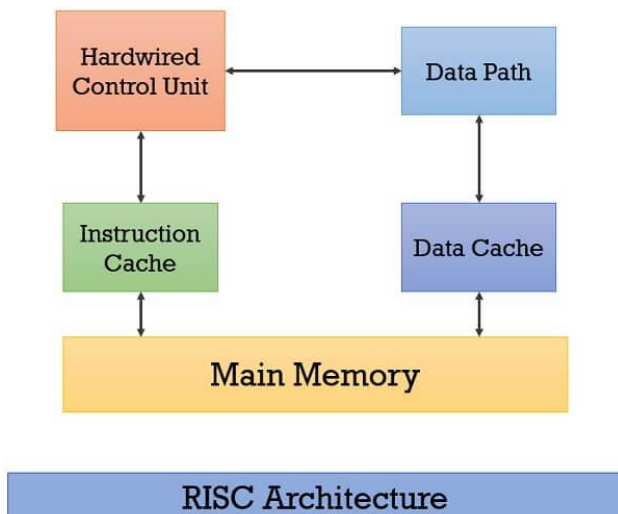 Hardwired
Control Unit
Data Path
Instruction
Cache
Data Cache
Main Memory
RISC Architecture